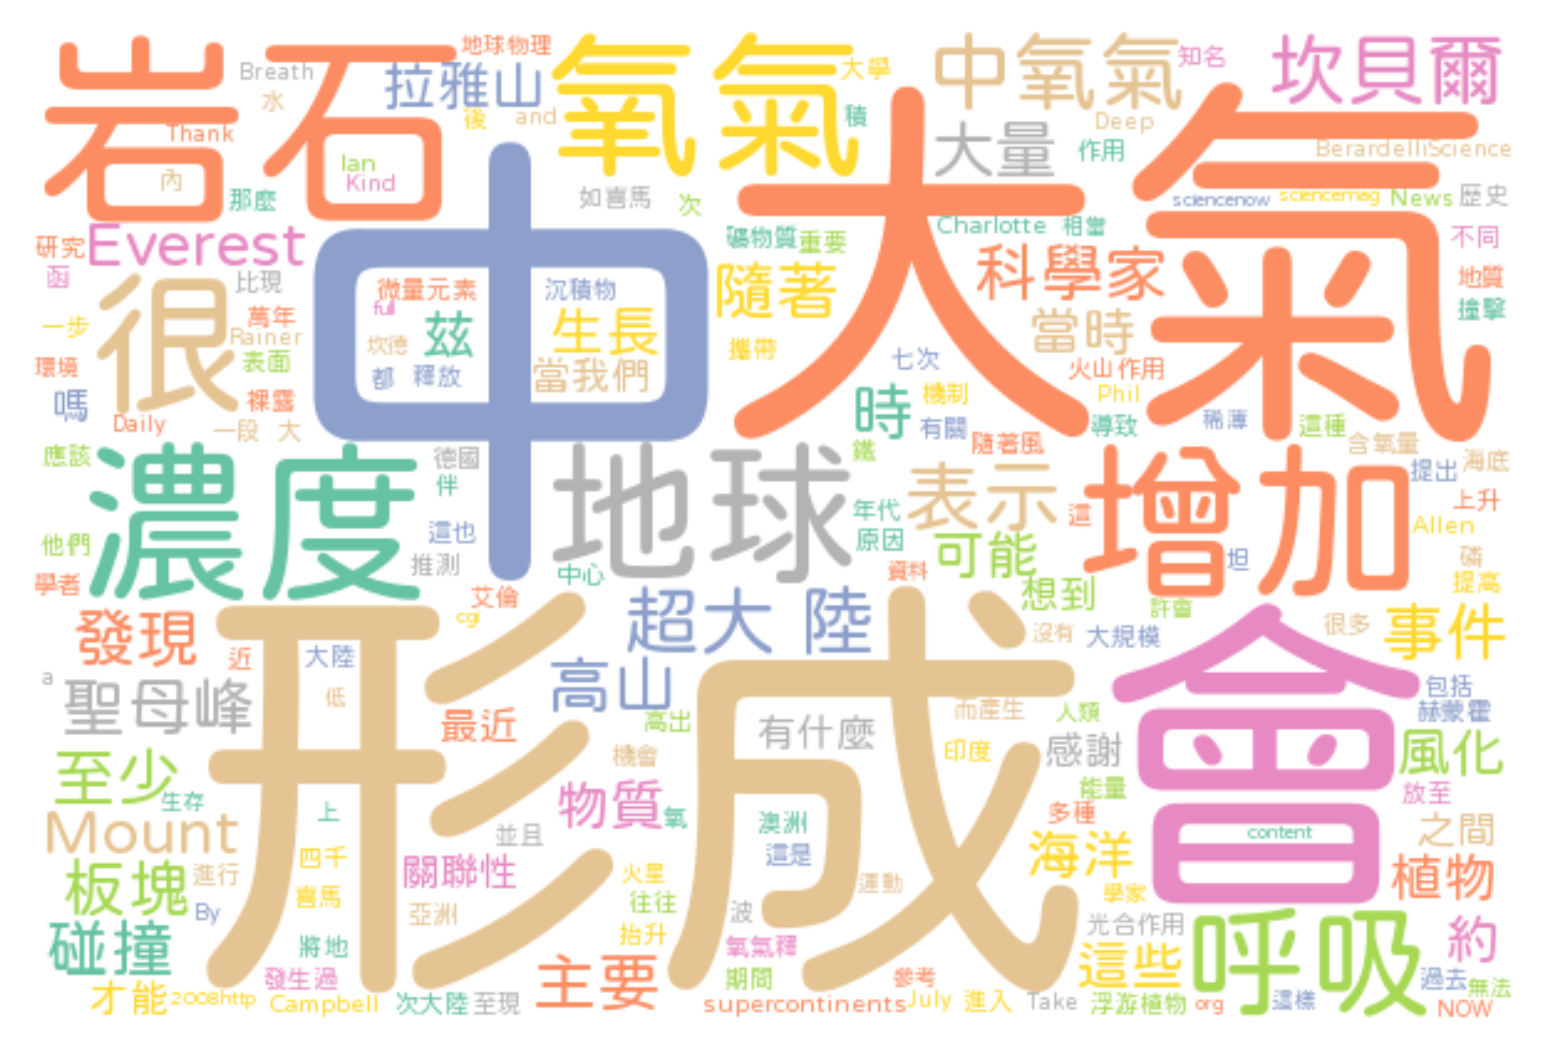 岩石
地球物理
Breath
拉雅山
氧氣
大學
中氧氣
知名
坎貝爾
水
後
and
積
Deep
Thank
大量
作用
BerardelliScience
Ian
Kind
內
那麼
如喜馬
次
大氣
sciencenow
sciencemag
News
歷史
中
Charlotte
相當
研究
Everest
礦物質
重要
不同
函
比現
科學家
地質
很
微量元素
沉積物
隨著
撞擊
full
一步
萬年
Rainer
茲
生長
當時
坎德
攜帶
環境
表面
都
釋放
當我們
七次
火山作用
嗎
裸露
時
機制
Phil
Daily
一段
大
有關
導致
稀薄
這種
隨著風
含氧量
應該
濃度
德國
地球
鐵
表示
增加
提出
海底
伴
上升
年代
這
他們
這也
原因
可能
Allen
推測
中心
資料
坦
磷
學者
艾倫
想到
提高
cgi
許會
發現
形成
超大
陸
沒有
大規模
會
很多
事件
近
大陸
a
聖母峰
低
高山
包括
最近
高出
有什麼
而產生
人類
赫蒙霍
至少
機會
印度
感謝
風化
生存
物質
氧
能量
放至
上
多種
Mount
並且
澳洲
content
之間
四千
這是
海洋
板塊
進行
關聯性
火星
運動
學家
植物
喜馬
往往
By
亞洲
波
光合作用
呼吸
碰撞
將地
抬升
氧氣釋
約
發生過
主要
期間
這些
參考
過去
無法
才能
2008http
Campbell
次大陸
至現
supercontinents
July
進入
Take
浮游植物
org
這樣
NOW